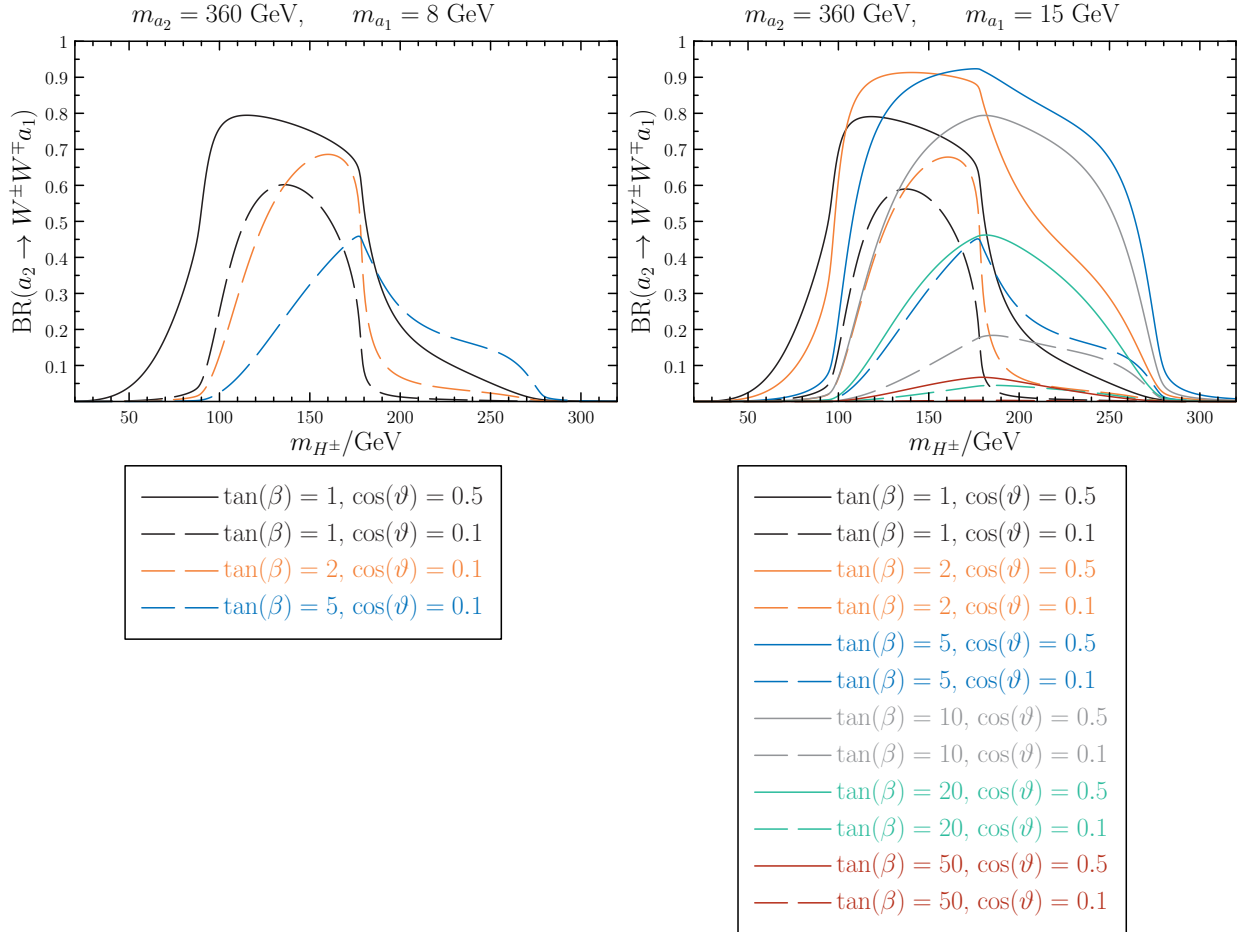 m_{a_2} = 360 GeV, m_{a_1} = 8 GeV
BR(a_2 → W^± W^∓ a_1)
1
0.9
0.8
0.7
0.6
0.5
0.4
0.3
0.2
0.1
50 100 150 200 250 300
m_{H^±}/GeV
tan(β) = 1, cos(ϑ) = 0.5
tan(β) = 1, cos(ϑ) = 0.1
tan(β) = 2, cos(ϑ) = 0.1
tan(β) = 5, cos(ϑ) = 0.1
m_{a_2} = 360 GeV, m_{a_1} = 15 GeV
BR(a_2 → W^± W^∓ a_1)
1
0.9
0.8
0.7
0.6
0.5
0.4
0.3
0.2
0.1
50 100 150 200 250 300
m_{H^±}/GeV
tan(β) = 1, cos(ϑ) = 0.5
tan(β) = 1, cos(ϑ) = 0.1
tan(β) = 2, cos(ϑ) = 0.5
tan(β) = 2, cos(ϑ) = 0.1
tan(β) = 5, cos(ϑ) = 0.5
tan(β) = 5, cos(ϑ) = 0.1
tan(β) = 10, cos(ϑ) = 0.5
tan(β) = 10, cos(ϑ) = 0.1
tan(β) = 20, cos(ϑ) = 0.5
tan(β) = 20, cos(ϑ) = 0.1
tan(β) = 50, cos(ϑ) = 0.5
tan(β) = 50, cos(ϑ) = 0.1